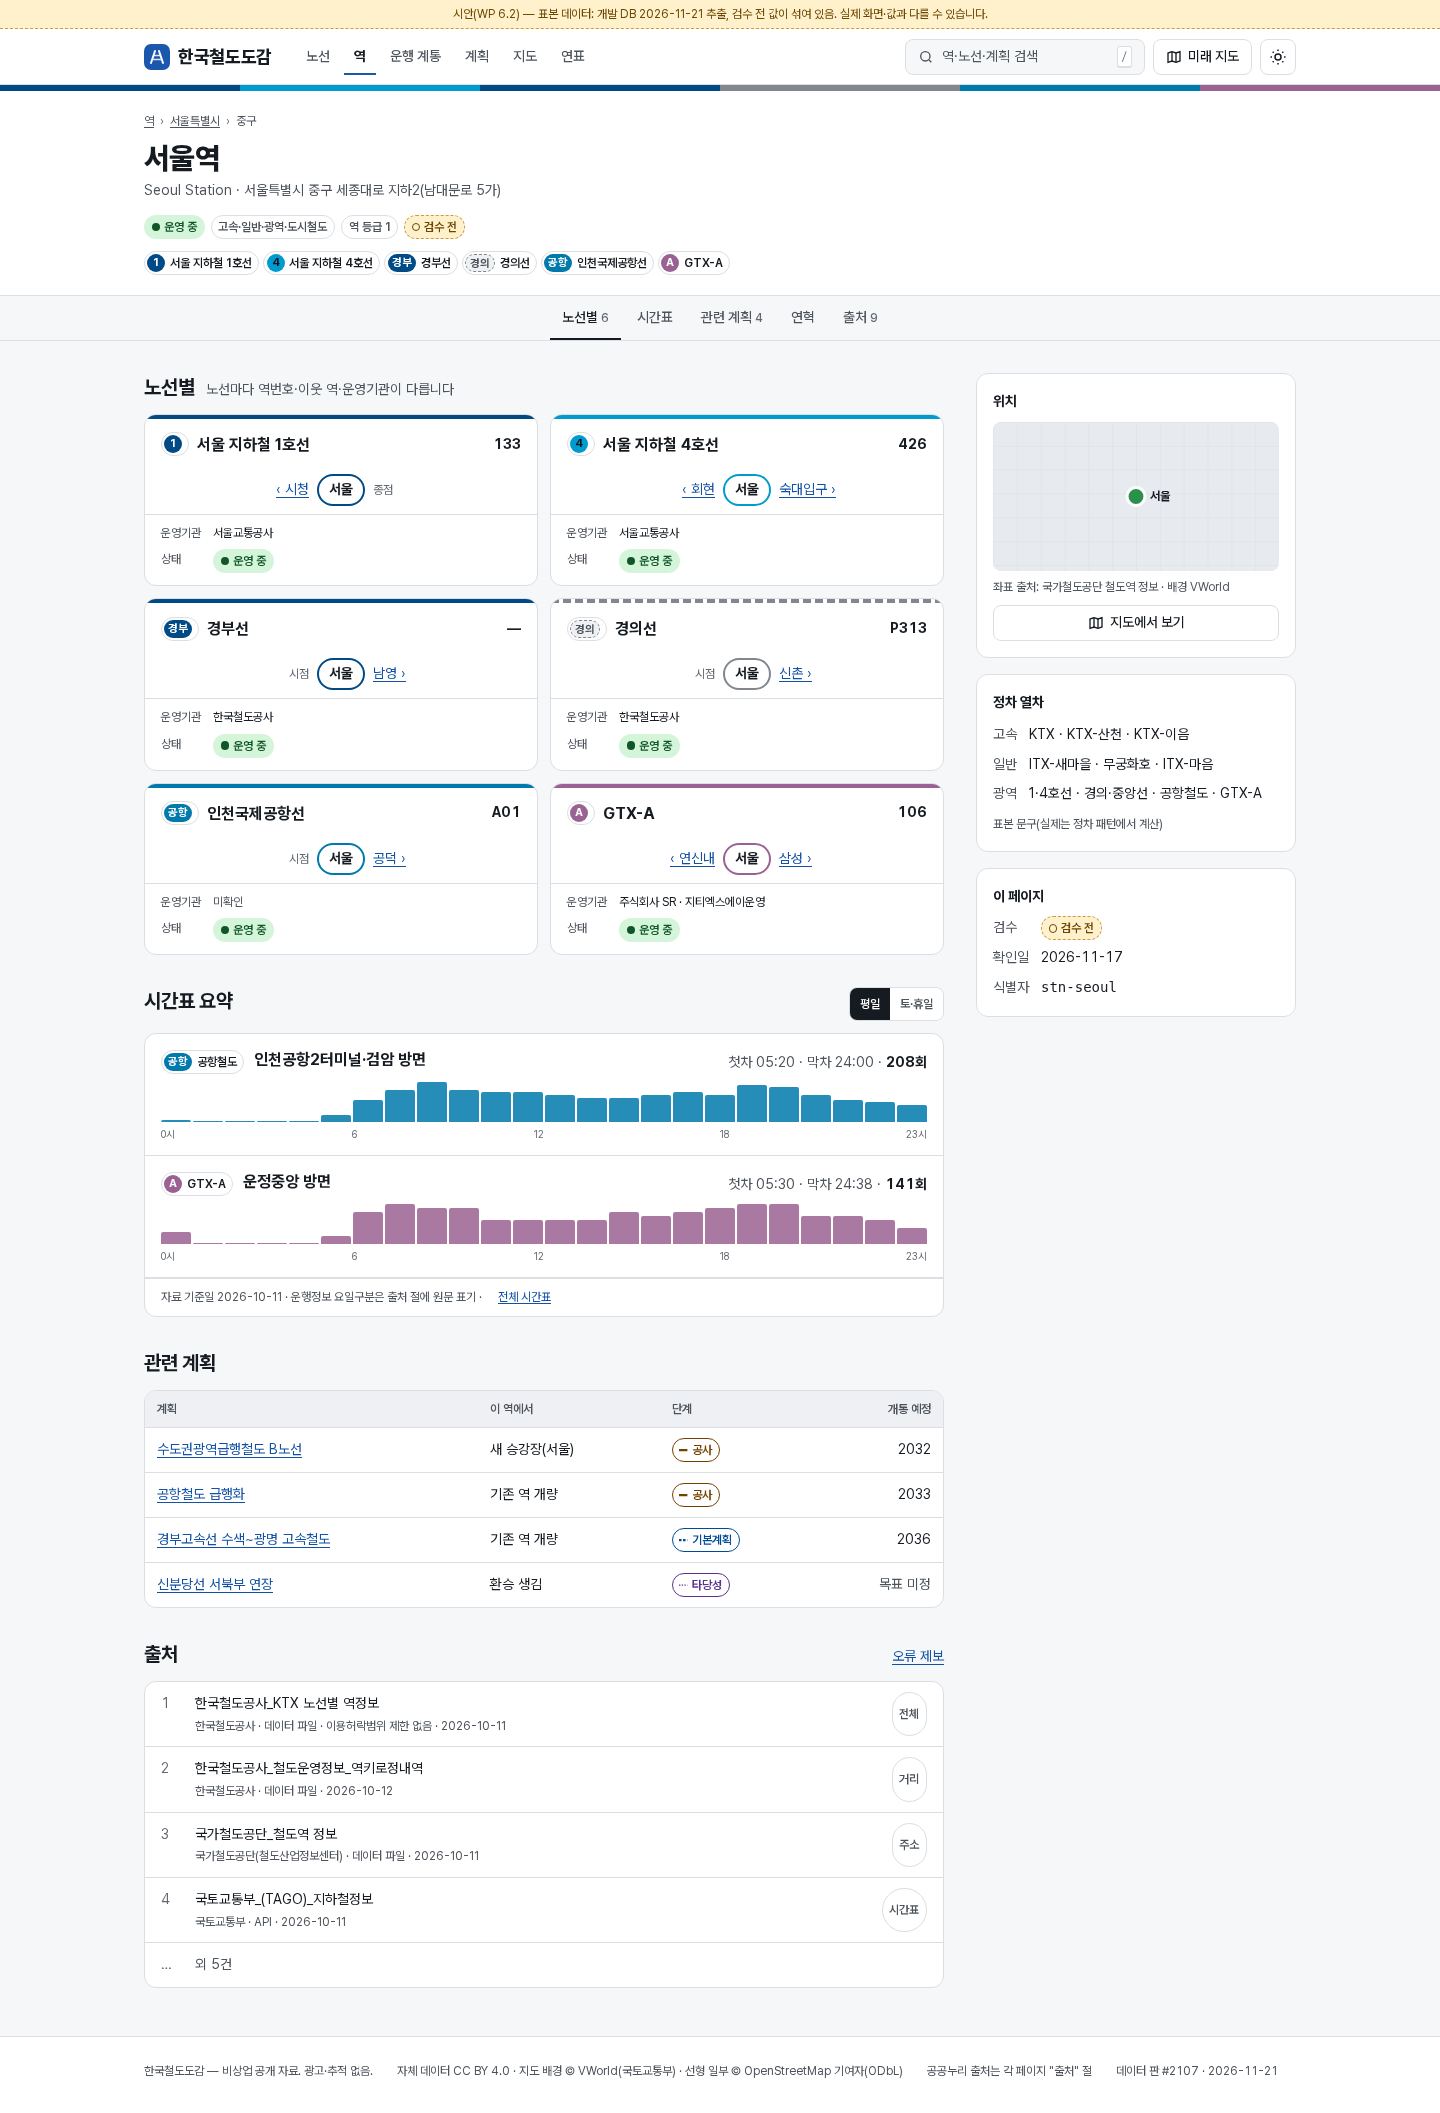 시안(WP 6.2) — 표본 데이터: 개발 DB 2026-11-21 추출, 검수 전 값이 섞여 있음. 실제 화면·값과 다를 수 있습니다.
한국철도도감 노선 역 운행 계통 계획 지도 연표 역·노선·계획 검색 / 미래 지도
역 › 서울특별시 › 중구
서울역
Seoul Station · 서울특별시 중구 세종대로 지하2(남대문로 5가)
운영 중 고속·일반·광역·도시철도 역 등급 1 검수 전
1 서울 지하철 1호선 4 서울 지하철 4호선 경부 경부선 경의 경의선 공항 인천국제공항선 A GTX-A
노선별 6 시간표 관련 계획 4 연혁 출처 9
노선별 노선마다 역번호·이웃 역·운영기관이 다릅니다
1 서울 지하철 1호선 133
‹ 시청 서울 종점
운영기관 서울교통공사
상태 운영 중
4 서울 지하철 4호선 426
‹ 회현 서울 숙대입구 ›
운영기관 서울교통공사
상태 운영 중
경부 경부선 —
시점 서울 남영 ›
운영기관 한국철도공사
상태 운영 중
경의 경의선 P313
시점 서울 신촌 ›
운영기관 한국철도공사
상태 운영 중
공항 인천국제공항선 A01
시점 서울 공덕 ›
운영기관 미확인
상태 운영 중
A GTX-A 106
‹ 연신내 서울 삼성 ›
운영기관 주식회사 SR · 지티엑스에이운영
상태 운영 중
시간표 요약 평일 토·휴일
공항 공항철도 인천공항2터미널·검암 방면 첫차 05:20 · 막차 24:00 · 208회
0시 6 12 18 23시
A GTX-A 운정중앙 방면 첫차 05:30 · 막차 24:38 · 141회
0시 6 12 18 23시
자료 기준일 2026-10-11 · 운행정보 요일구분은 출처 절에 원문 표기 · 전체 시간표
관련 계획
계획 이 역에서 단계 개통 예정
수도권광역급행철도 B노선 새 승강장(서울) 공사 2032
공항철도 급행화 기존 역 개량 공사 2033
경부고속선 수색~광명 고속철도 기존 역 개량 기본계획 2036
신분당선 서북부 연장 환승 생김 타당성 목표 미정
출처 오류 제보
1 한국철도공사_KTX 노선별 역정보 전체
한국철도공사 · 데이터 파일 · 이용허락범위 제한 없음 · 2026-10-11
2 한국철도공사_철도운영정보_역키로정내역 거리
한국철도공사 · 데이터 파일 · 2026-10-12
3 국가철도공단_철도역 정보 주소
국가철도공단(철도산업정보센터) · 데이터 파일 · 2026-10-11
4 국토교통부_(TAGO)_지하철정보 시간표
국토교통부 · API · 2026-10-11
… 외 5건
위치
서울
좌표 출처: 국가철도공단 철도역 정보 · 배경 VWorld
지도에서 보기
정차 열차
고속 KTX · KTX-산천 · KTX-이음
일반 ITX-새마을 · 무궁화호 · ITX-마음
광역 1·4호선 · 경의·중앙선 · 공항철도 · GTX-A
표본 문구(실제는 정차 패턴에서 계산)
이 페이지
검수 검수 전
확인일 2026-11-17
식별자 stn-seoul
한국철도도감 — 비상업 공개 자료. 광고·추적 없음. 자체 데이터 CC BY 4.0 · 지도 배경 © VWorld(국토교통부) · 선형 일부 © OpenStreetMap 기여자(ODbL) 공공누리 출처는 각 페이지 "출처" 절 데이터 판 #2107 · 2026-11-21